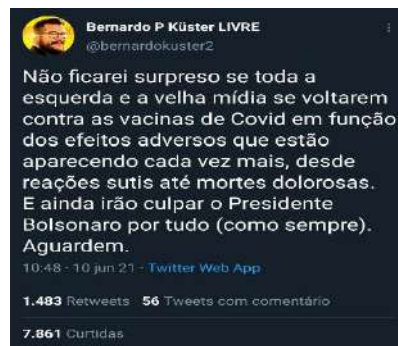 Bernardo P Küster LIVRE
@bernardokuster2
Não ficarei surpreso se toda a
esquerda e a velha mídia se voltarem
contra as vacinas de Covid em função
dos efeitos adversos que estão
aparecendo cada vez mais, desde
reações sutis até mortes dolorosas.
E ainda irão culpar o Presidente
Bolsonaro por tudo (como sempre).
Aguardem.
10:48 · 10 jun 21 · Twitter Web App
1.483 Retweets 56 Tweets com comentário
7.861 Curtidas